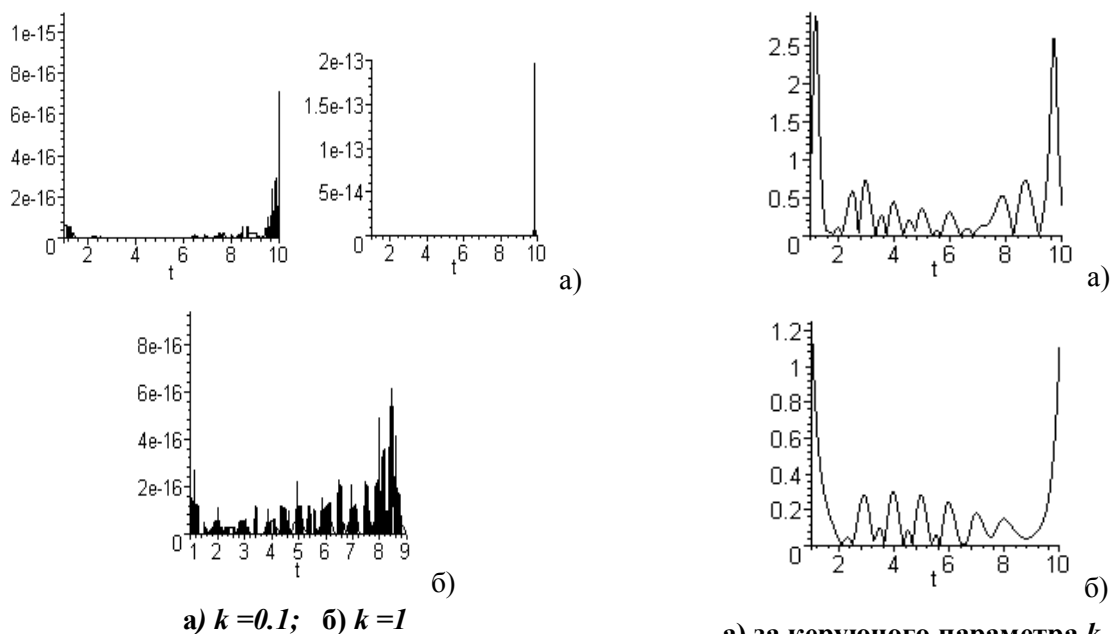 1e-15
8e-16
6e-16
4e-16
2e-16
0
2 4 6 8 10
t
2e-13
1.5e-13
1e-13
5e-14
0
2 4 6 8 10
t
а)
2.5
2
1.5
1
0.5
0
2 4 6 8 10
t
а)
8e-16
6e-16
4e-16
2e-16
0
1 2 3 4 5 6 7 8 9
t
б)
1.2
1
0.8
0.6
0.4
0.2
0
2 4 6 8 10
t
б)
а) k =0.1; б) k =1
а) за керуючого параметра k